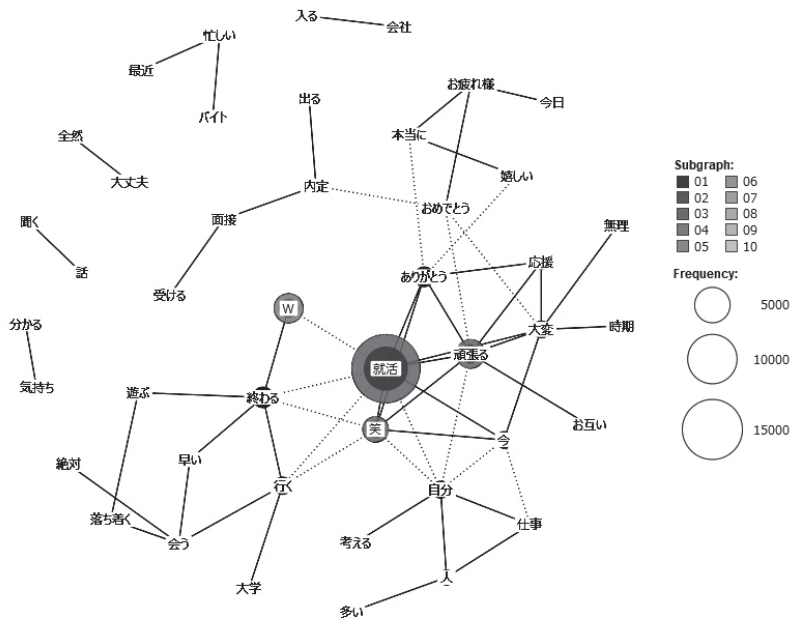 入る
会社
忙しい
最近
バイト
お疲れ様
今日
出る
本当に
全然
大丈夫
嬉しい
内定
おめでとう
面接
無理
聞く
話
応援
ありがとう
受ける
W
分かる
大変
時期
頑張る
就活
気持ち
遊ぶ
終わる
笑
お互い
今
早い
絶対
行く
自分
落ち着く
仕事
会う
考える
大学
人
多い
Subgraph:
01 06
02 07
03 08
04 09
05 10
Frequency:
5000
10000
15000